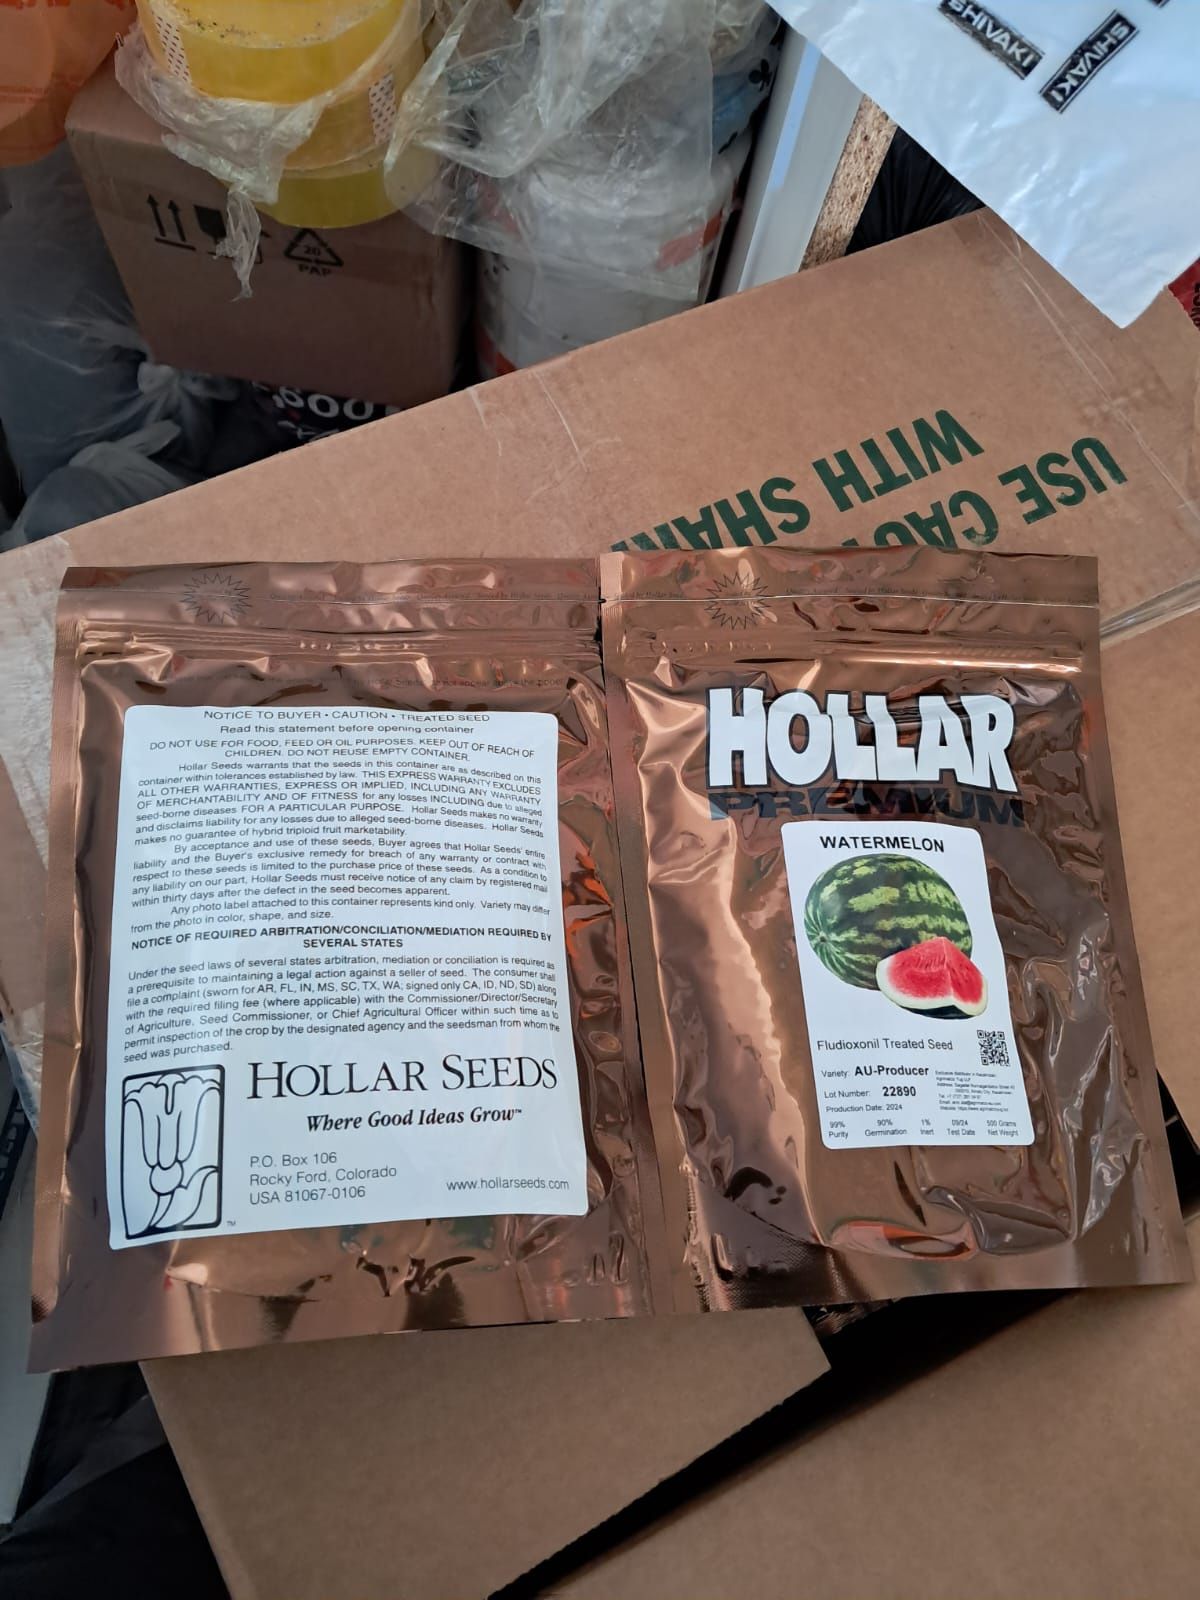 SHIVAKI
SHIVAKI
20
PAP
USE
WITH
NOTICE TO BUYER • CAUTION • TREATED SEED
Read this statement before opening container
DO NOT USE FOR FOOD, FEED OR OIL PURPOSES. KEEP OUT OF REACH OF
CHILDREN. DO NOT REUSE EMPTY CONTAINER.
Hollar Seeds warrants that the seeds in this container are as described on this
container within tolerances established by law. THIS EXPRESS WARRANTY EXCLUDES
ALL OTHER WARRANTIES, EXPRESS OR IMPLIED, INCLUDING ANY WARRANTY
OF MERCHANTABILITY AND OF FITNESS for any losses INCLUDING due to alleged
seed-borne diseases FOR A PARTICULAR PURPOSE. Hollar Seeds makes no warranty
and disclaims liability for any losses due to alleged seed-borne diseases. Hollar Seeds
makes no guarantee of hybrid triploid fruit marketability.
By acceptance and use of these seeds, Buyer agrees that Hollar Seeds' entire
liability and the Buyer's exclusive remedy for breach of any warranty or contract with
respect to these seeds is limited to the purchase price of these seeds. As a condition to
any liability on our part, Hollar Seeds must receive notice of any claim by registered mail
within thirty days after the defect in the seed becomes apparent.
Any photo label attached to this container represents kind only. Variety may differ
from the photo in color, shape, and size.
NOTICE OF REQUIRED ARBITRATION/CONCILIATION/MEDIATION REQUIRED BY
SEVERAL STATES
Under the seed laws of several states arbitration, mediation or conciliation is required as
a prerequisite to maintaining a legal action against a seller of seed. The consumer shall
file a complaint (sworn for AR, FL, IN, MS, SC, TX, WA; signed only CA, ID, ND, SD) along
with the required filing fee (where applicable) with the Commissioner/Director/Secretary
of Agriculture, Seed Commissioner, or Chief Agricultural Officer within such time as to
permit inspection of the crop by the designated agency and the seedsman from whom the
seed was purchased.
HOLLAR SEEDS
Where Good Ideas Grow™
P.O. Box 106
Rocky Ford, Colorado
USA 81067-0106
www.hollarseeds.com
TM
HOLLAR
PREMIUM
WATERMELON
Fludioxonil Treated Seed
Variety: AU-Producer
Lot Number: 22890
Production Date: 2024
99% 90% 1% 09/24 500 Grams
Purity Germination Inert Test Date Net Weight